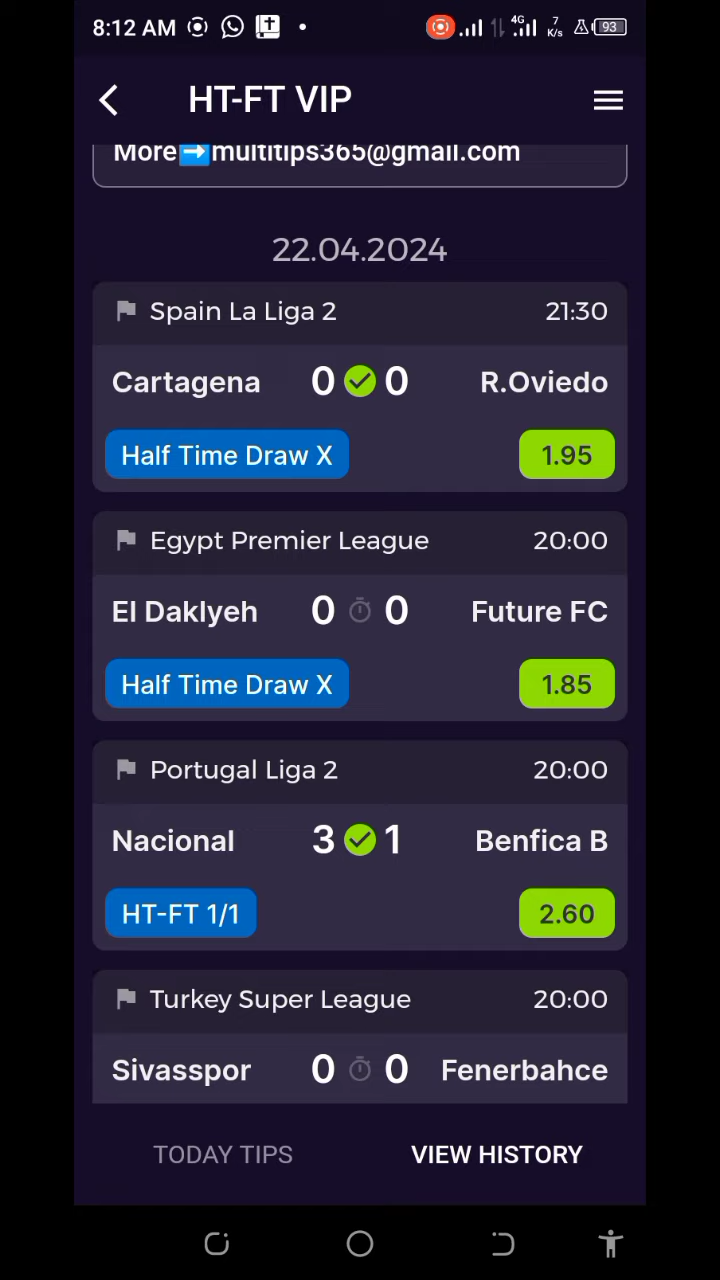 8:12 AM
4G 7 K/s 93
HT-FT VIP
More➡️multitips365@gmail.com
22.04.2024
Spain La Liga 2 21:30
Cartagena 0 0 R.Oviedo
Half Time Draw X 1.95
Egypt Premier League 20:00
El Daklyeh 0 0 Future FC
Half Time Draw X 1.85
Portugal Liga 2 20:00
Nacional 3 1 Benfica B
HT-FT 1/1 2.60
Turkey Super League 20:00
Sivasspor 0 0 Fenerbahce
TODAY TIPS VIEW HISTORY